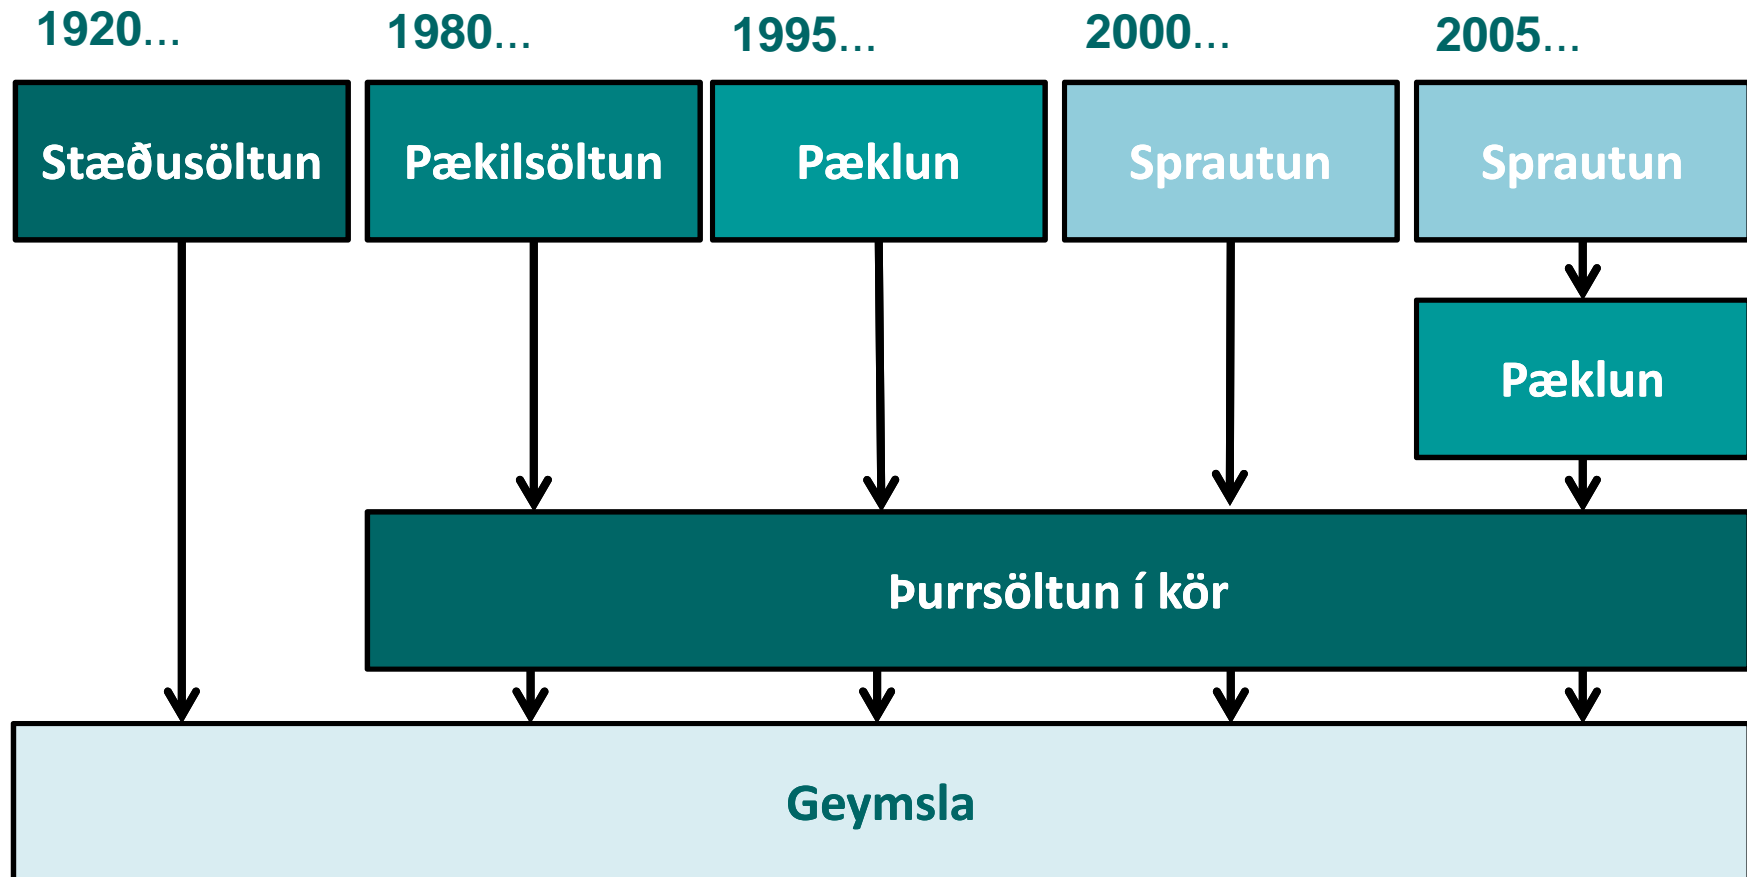 1920...
1980...
1995...
2000...
2005...
Stæðusöltun
Pækilsöltun
Pæklun
Sprautun
Sprautun
Pæklun
Þurrsöltun í kör
Geymsla